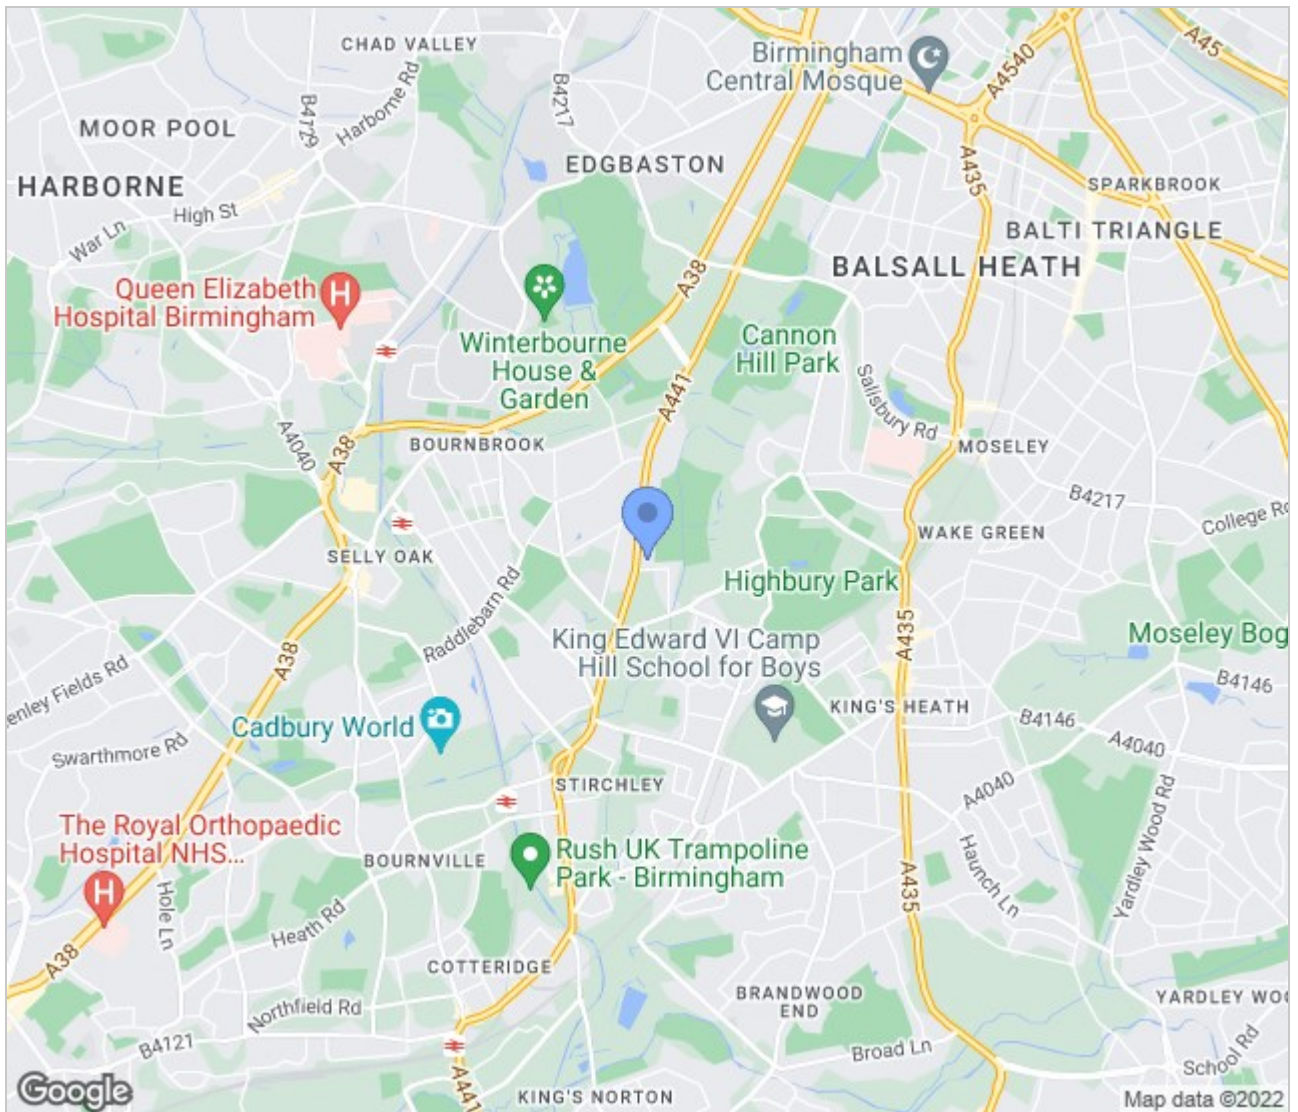 CHAD VALLEY
B4217
Birmingham
Central Mosque
A4540
A45
B4129
Harborne Rd
MOOR POOL
EDGBASTON
A435
SPARKBROOK
HARBORNE
High St
War Ln
BALTI TRIANGLE
BALSALL HEATH
A38
Queen Elizabeth
Hospital Birmingham
Winterbourne
House &
Garden
Cannon
Hill Park
A441
Salisbury Rd
A4040
A38
BOURNBROOK
MOSELEY
B4217
College Rd
WAKE GREEN
SELLY OAK
Raddlebarn Rd
Highbury Park
A435
King Edward VI Camp
Hill School for Boys
Moseley Bog
A38
enley Fields Rd
B4146
KING'S HEATH
B4146
A4040
Cadbury World
Swarthmore Rd
STIRCHLEY
A4040
Yardley Wood Rd
The Royal Orthopaedic
Hospital NHS...
BOURNVILLE
Rush UK Trampoline
Park - Birmingham
Haunch Ln
A435
Hole Ln
Heath Rd
A38
COTTERIDGE
BRANDWOOD
END
YARDLEY WOO
Northfield Rd
B4121
Broad Ln
School Rd
A441
KING'S NORTON
Google
Map data ©2022